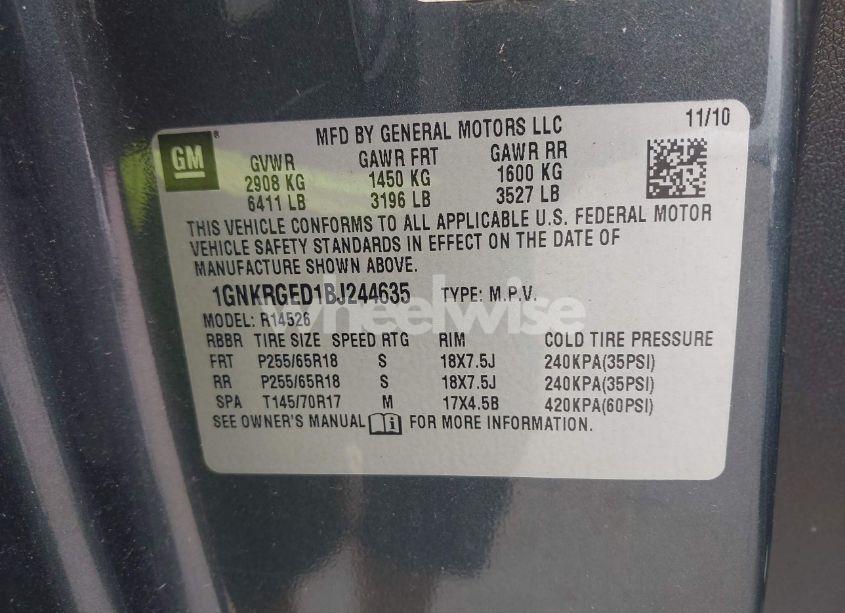 11/10
MFD BY GENERAL MOTORS LLC
GM
GVWR GAWR FRT GAWR RR
2908 KG 1450 KG 1600 KG
6411 LB 3196 LB 3527 LB
THIS VEHICLE CONFORMS TO ALL APPLICABLE U.S. FEDERAL MOTOR
VEHICLE SAFETY STANDARDS IN EFFECT ON THE DATE OF
MANUFACTURE SHOWN ABOVE.
1GNKRGED1BJ244635 TYPE: M.P.V.
wheelwise
MODEL: R14526
RBBR TIRE SIZE SPEED RTG RIM COLD TIRE PRESSURE
FRT P255/65R18 S 18X7.5J 240KPA(35PSI)
RR P255/65R18 S 18X7.5J 240KPA(35PSI)
SPA T145/70R17 M 17X4.5B 420KPA(60PSI)
SEE OWNER'S MANUAL i FOR MORE INFORMATION.